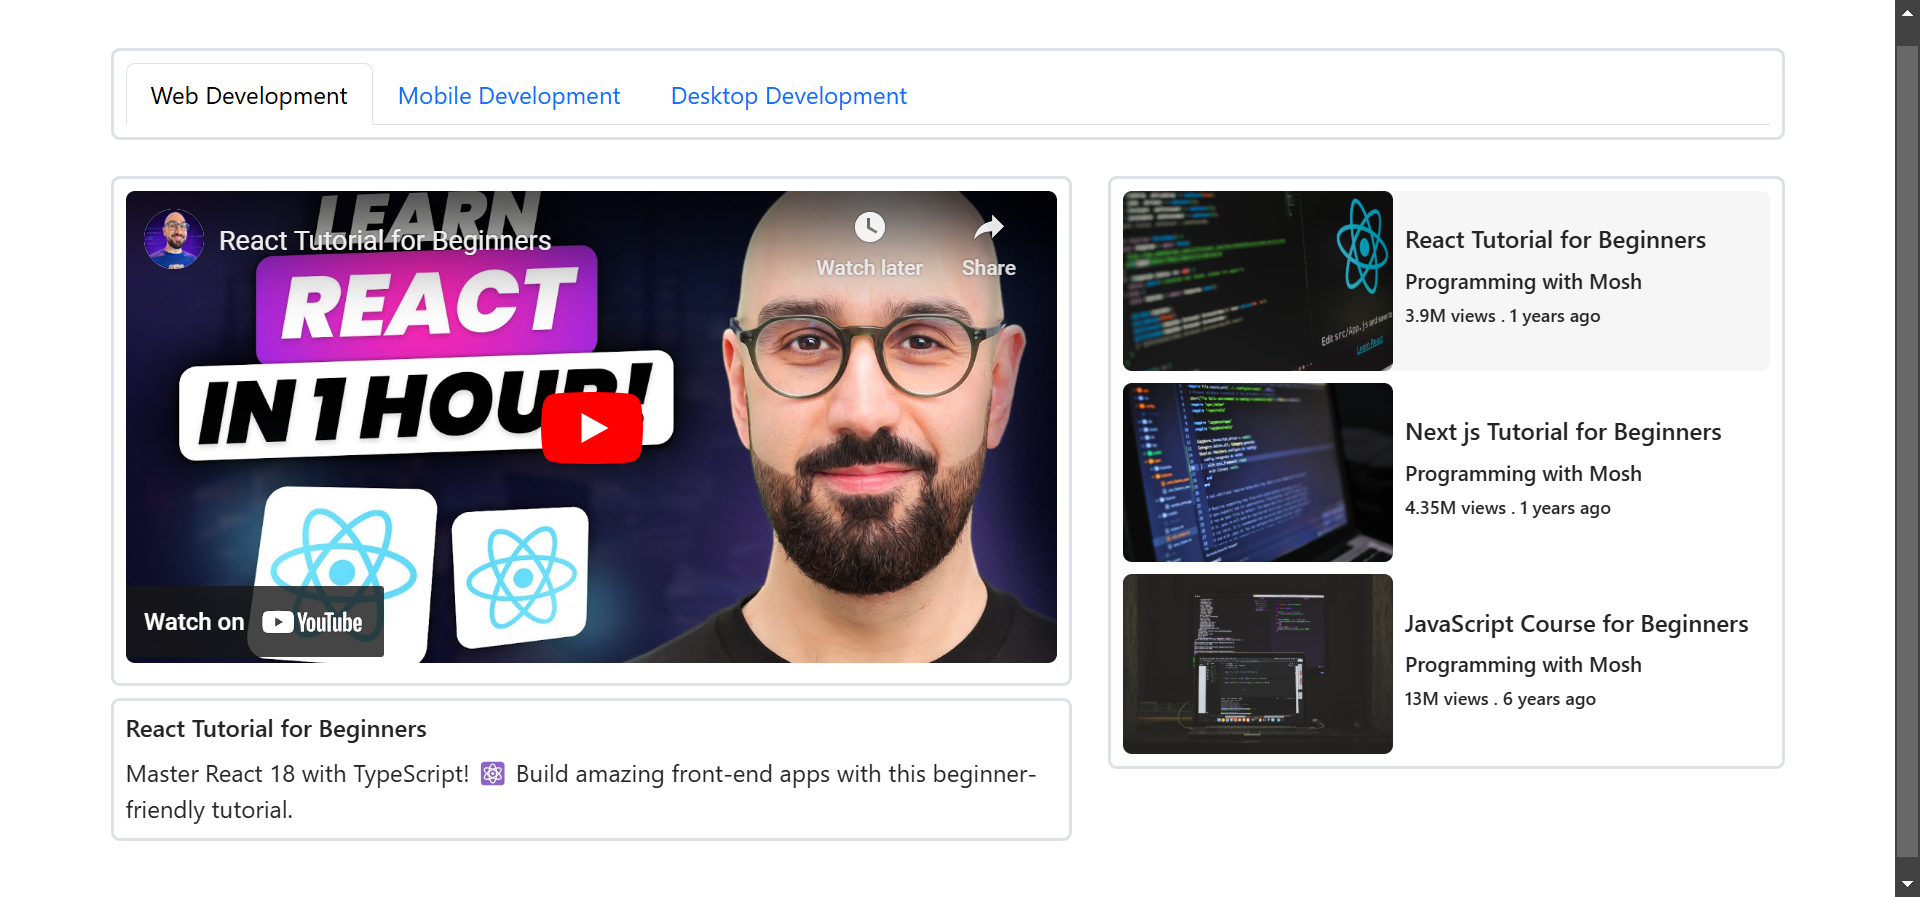 Web Development
Mobile Development
Desktop Development
LEARN
React Tutorial for Beginners
Watch later
Share
REACT
IN 1 HOUR!
Watch on YouTube
React Tutorial for Beginners
Master React 18 with TypeScript! Build amazing front-end apps with this beginner-
friendly tutorial.
Edit src/App.js and save to
Learn React
React Tutorial for Beginners
Programming with Mosh
3.9M views . 1 years ago
Next js Tutorial for Beginners
Programming with Mosh
4.35M views . 1 years ago
JavaScript Course for Beginners
Programming with Mosh
13M views . 6 years ago